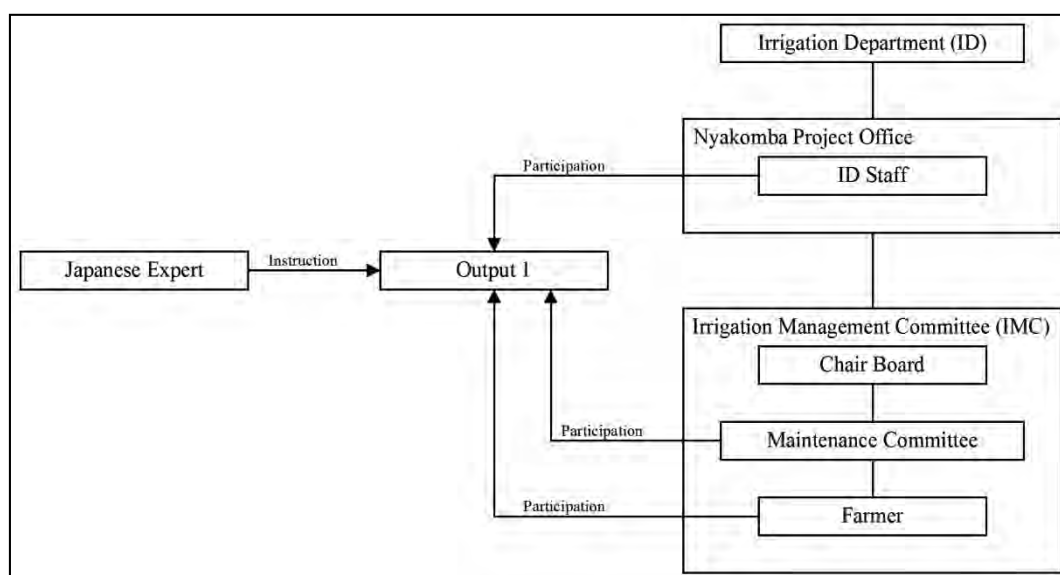 Irrigation Department (ID)
Nyakomba Project Office
Participation
ID Staff
Japanese Expert
Instruction
Output 1
Irrigation Management Committee (IMC)
Chair Board
Participation
Maintenance Committee
Participation
Farmer